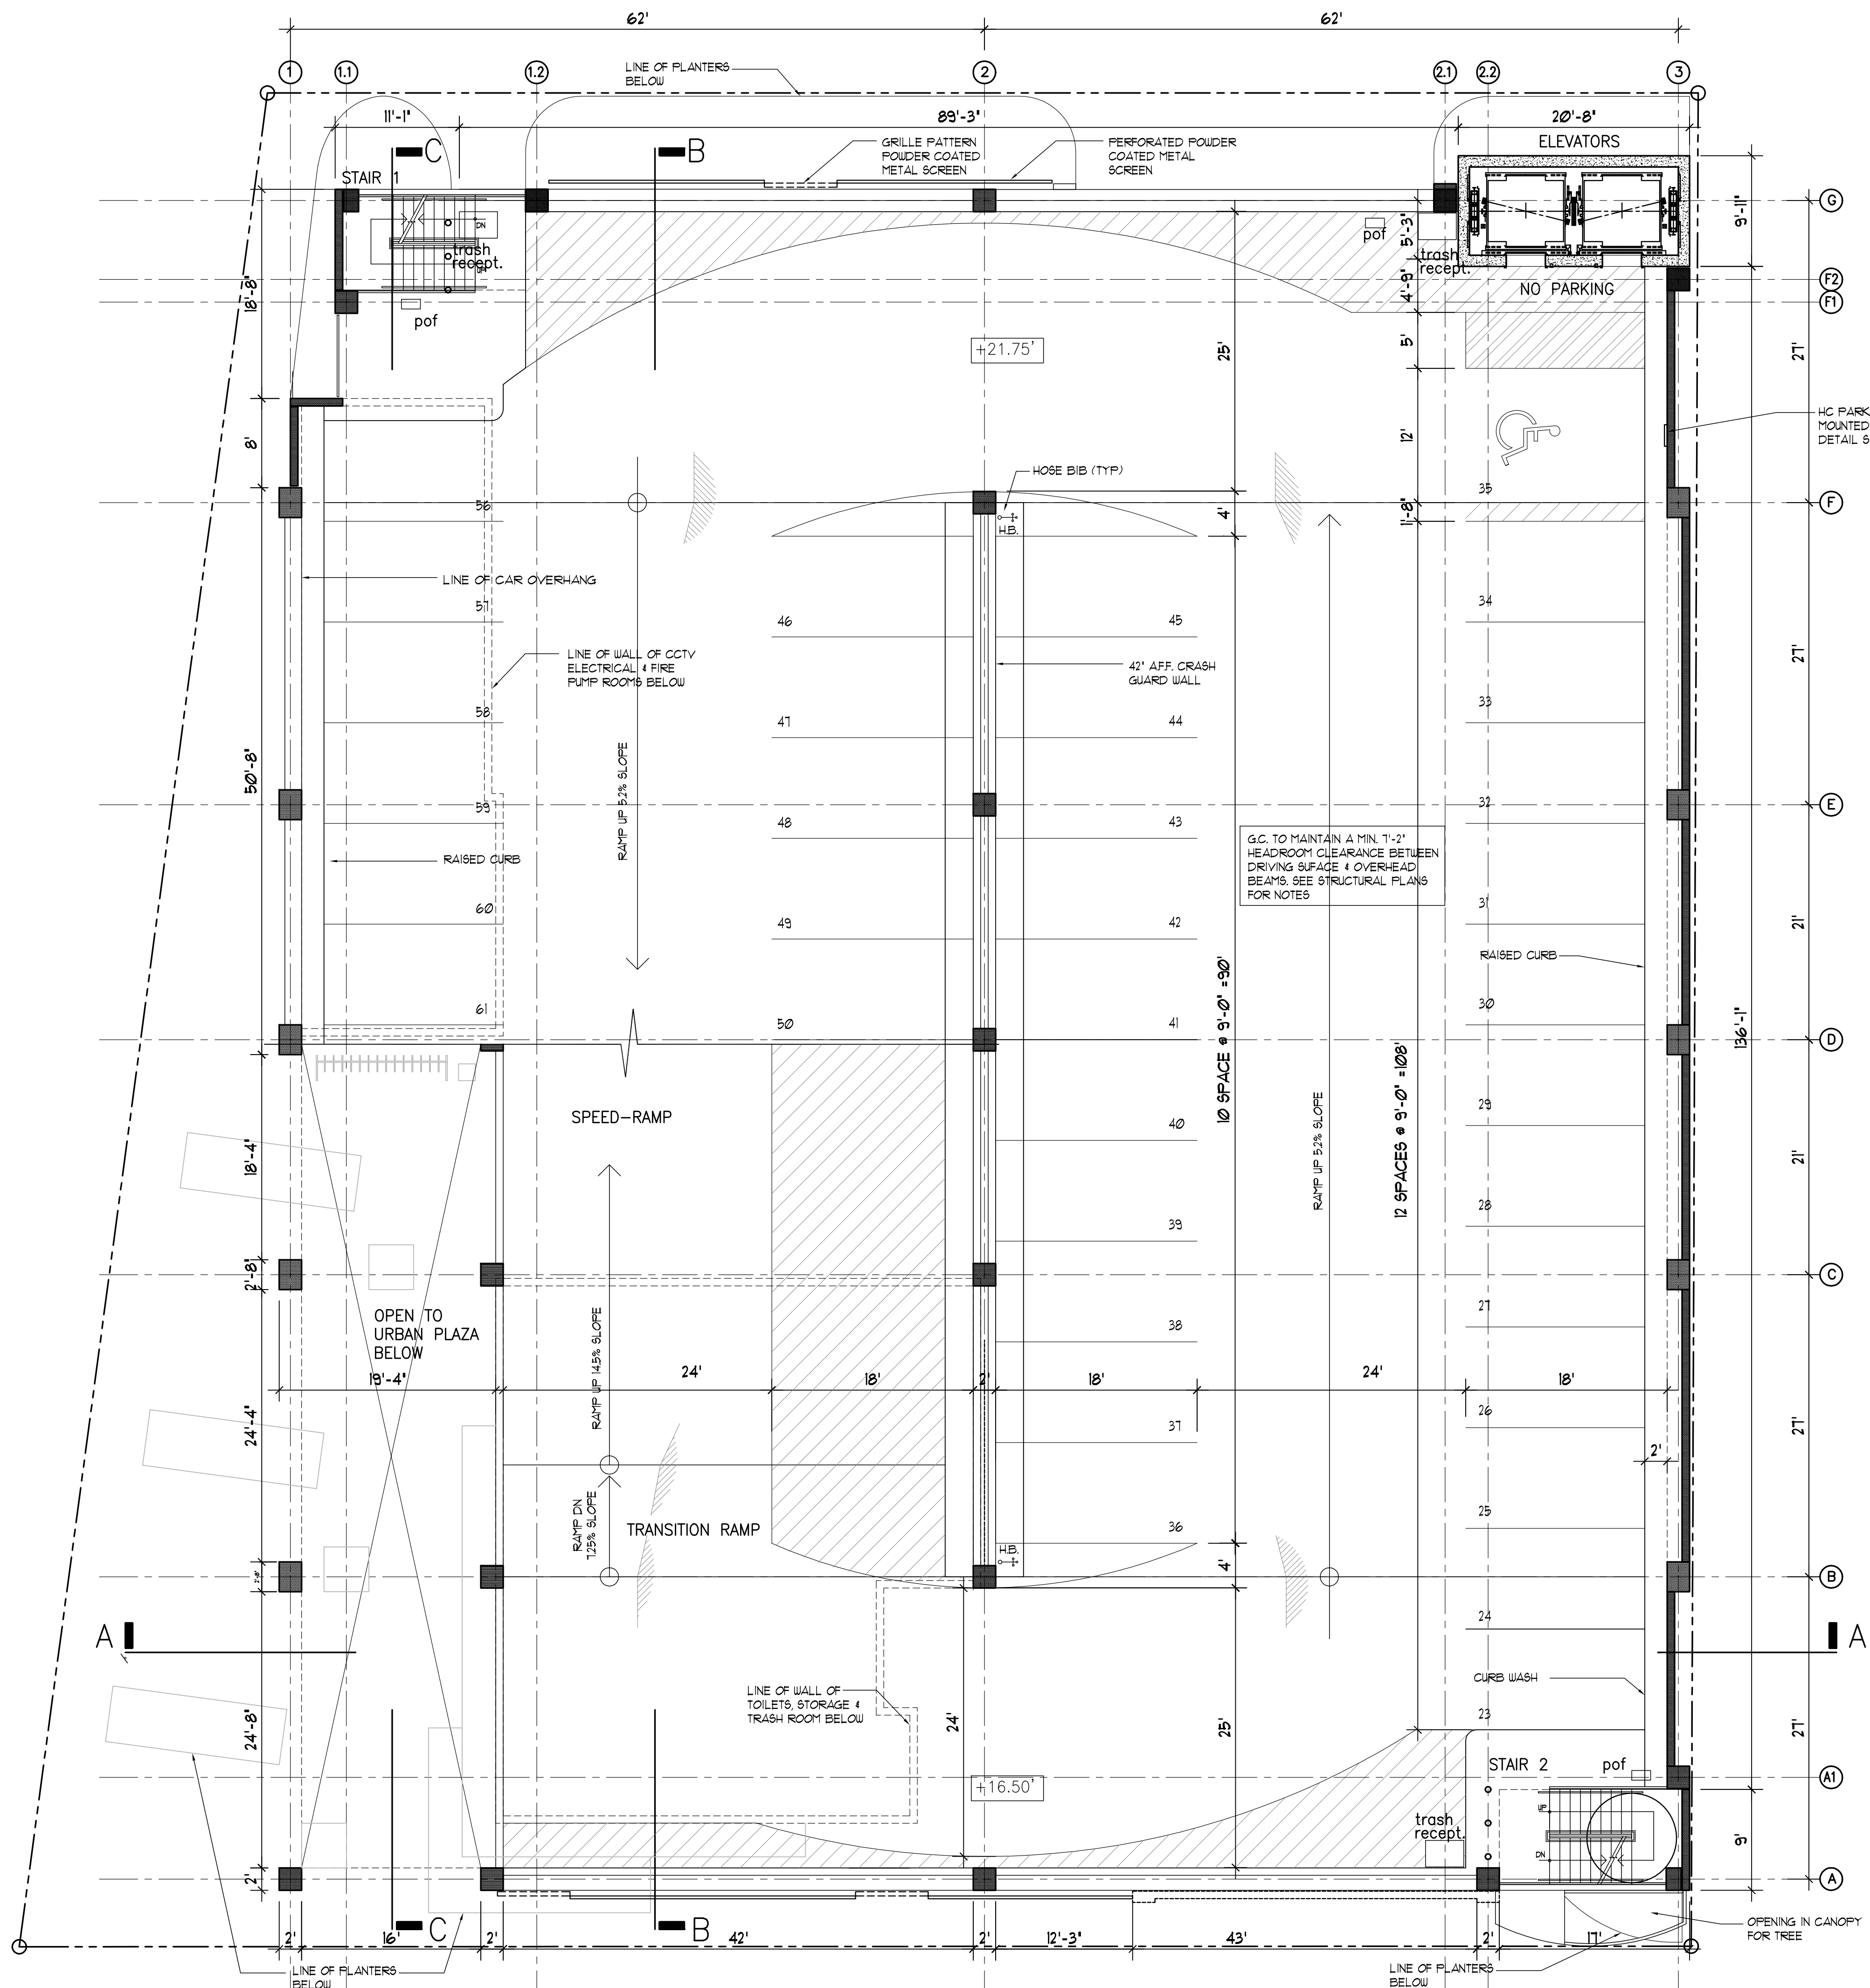 62'
62'
1
1.1
1.2
2
2.1
2.2
3
LINE OF PLANTERS
BELOW
11'-1"
89'-3"
20'-8"
C
B
GRILLE PATTERN
POWDER COATED
METAL SCREEN
PERFORATED POWDER
COATED METAL
SCREEN
ELEVATORS
STAIR 1
DN
trash
recept.
UP
pof
pof
trash
recept.
5'-3"
4'-9"
9'-11"
G
F2
F1
NO PARKING
18'-8"
+21.75'
25'
5'
27'
HC PARK
MOUNTED
DETAIL S
8'
12'
HOSE BIB (TYP)
H.B.
4'
1'-8"
F
56
35
LINE OF CAR OVERHANG
57
46
45
34
LINE OF WALL OF CCTV
ELECTRICAL & FIRE
PUMP ROOMS BELOW
42" A.F.F. CRASH
GUARD WALL
27'
58
47
44
33
50'-8"
RAMP UP 5.2% SLOPE
59
48
43
32
E
G.C. TO MAINTAIN A MIN. 7'-2"
HEADROOM CLEARANCE BETWEEN
DRIVING SUFACE & OVERHEAD
BEAMS. SEE STRUCTURAL PLANS
FOR NOTES
RAISED CURB
60
49
42
31
21'
RAISED CURB
61
50
41
30
D
10 SPACE @ 9'-0" =90'
12 SPACES @ 9'-0" =108'
136'-1"
SPEED-RAMP
40
29
RAMP UP 5.2% SLOPE
18'-4"
21'
39
28
2'-8"
C
OPEN TO
URBAN PLAZA
BELOW
38
27
RAMP UP 14.5% SLOPE
19'-4"
24'
18'
2'
18'
24'
18'
24'-4"
37
26
27'
2'
RAMP DN
7.25% SLOPE
TRANSITION RAMP
36
25
H.B.
4'
2'-8"
B
A
24
A
CURB WASH
LINE OF WALL OF
TOILETS, STORAGE &
TRASH ROOM BELOW
24'
25'
23
24'-8"
27'
STAIR 2
pof
+16.50'
A1
trash
recept.
UP
DN
9'
2'
A
C
B
2'
16'
2'
42'
2'
12'-3"
43'
2'
17'
OPENING IN CANOPY
FOR TREE
LINE OF PLANTERS
BELOW
LINE OF PLANTERS
BELOW